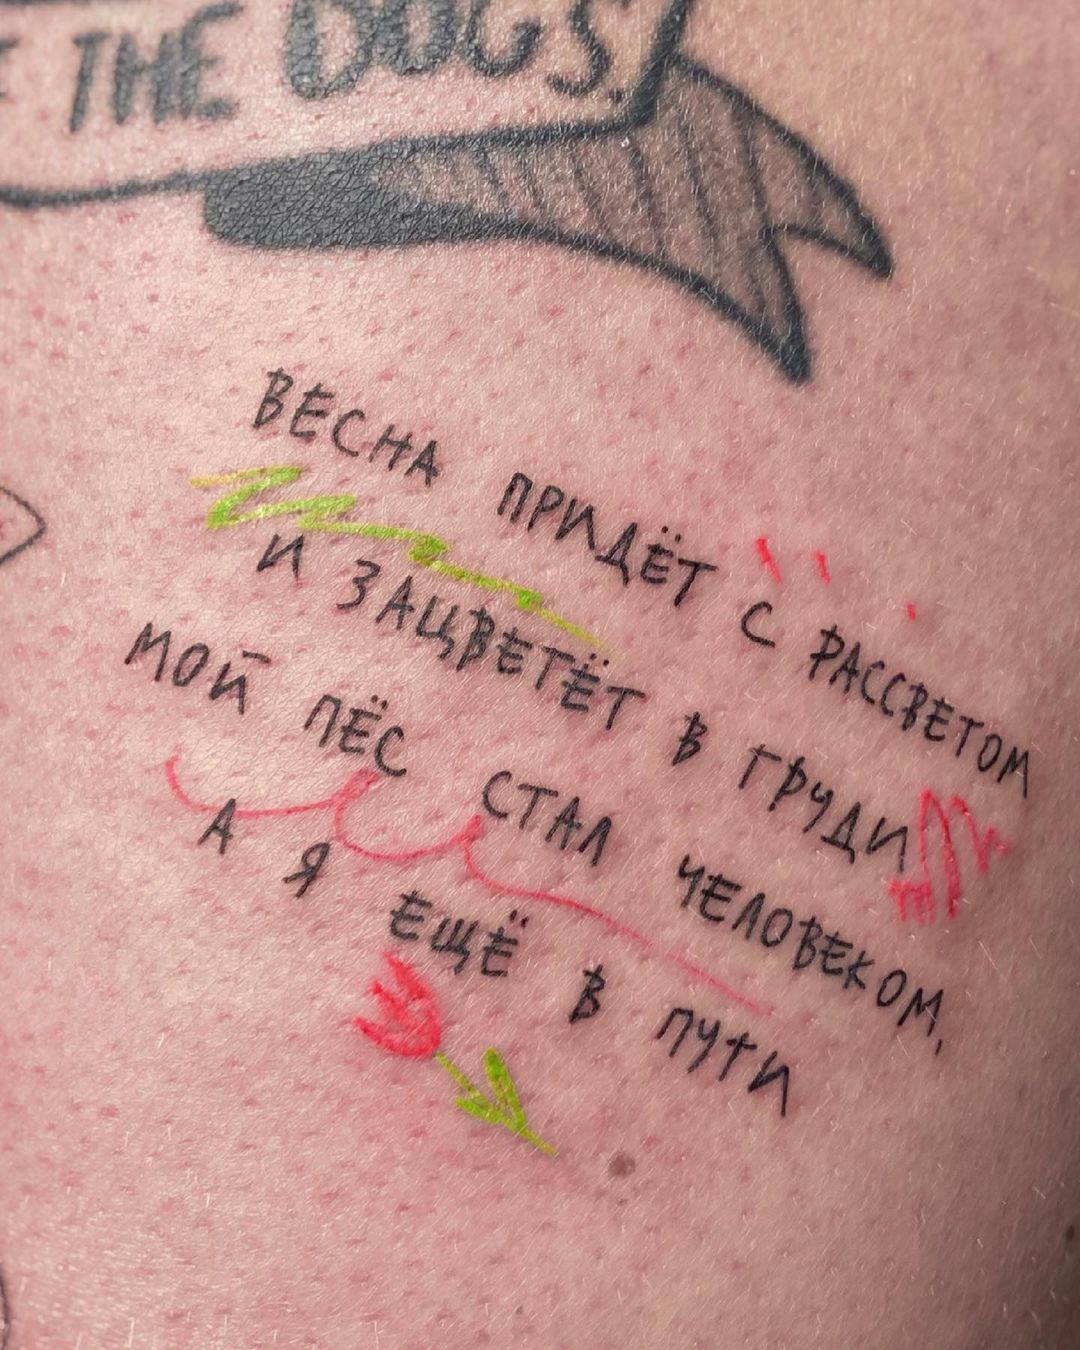 THE DOGS!
ВЕСНА ПРИДЁТ С РАССВЕТОМ
И ЗАЦВЕТЁТ В ГРУДИ
МОЙ ПЁС СТАЛ ЧЕЛОВЕКОМ,
А Я ЕЩЁ В ПУТИ